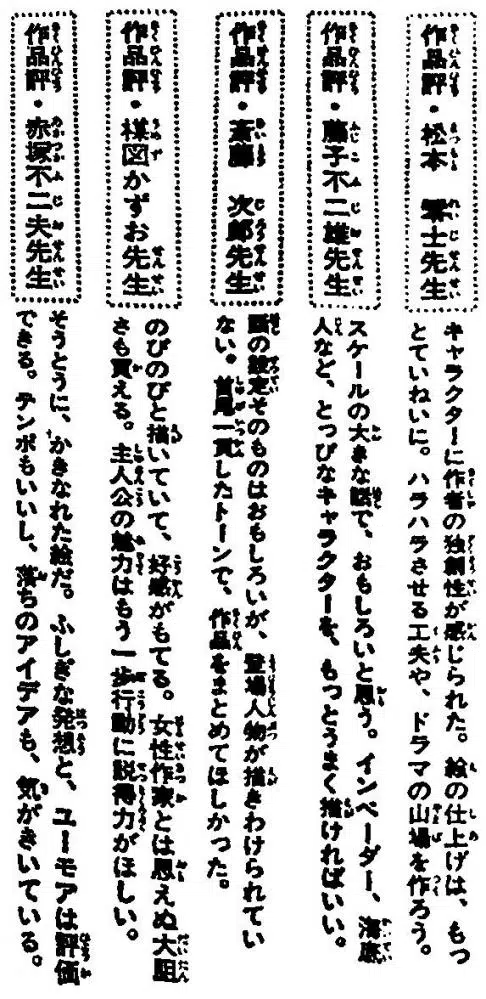 作品評・松本　零士先生
キャラクターに作者の独創性が感じられた。絵の仕上げは、もっ
とていねいに。ハラハラさせる工夫や、ドラマの山場を作ろう。
作品評・藤子不二雄先生
スケールの大きな話で、おもしろいと思う。インベーダー、海底
人など、とっぴなキャラクターを、もっとうまく描ければいい。
作品評・斎藤　次郎先生
話の設定そのものはおもしろいが、登場人物が描きわけられてい
ない。首尾一貫したトーンで、作品をまとめてほしかった。
作品評・楳図かずお先生
のびのびと描いていて、好感がもてる。女性作家とは思えぬ大胆
さも買える。主人公の魅力はもう一歩行動に説得力がほしい。
作品評・赤塚不二夫先生
そうとうに、かきなれた絵だ。ふしぎな発想と、ユーモアは評価
できる。テンポもいいし、落ちのアイデアも、気がきいている。